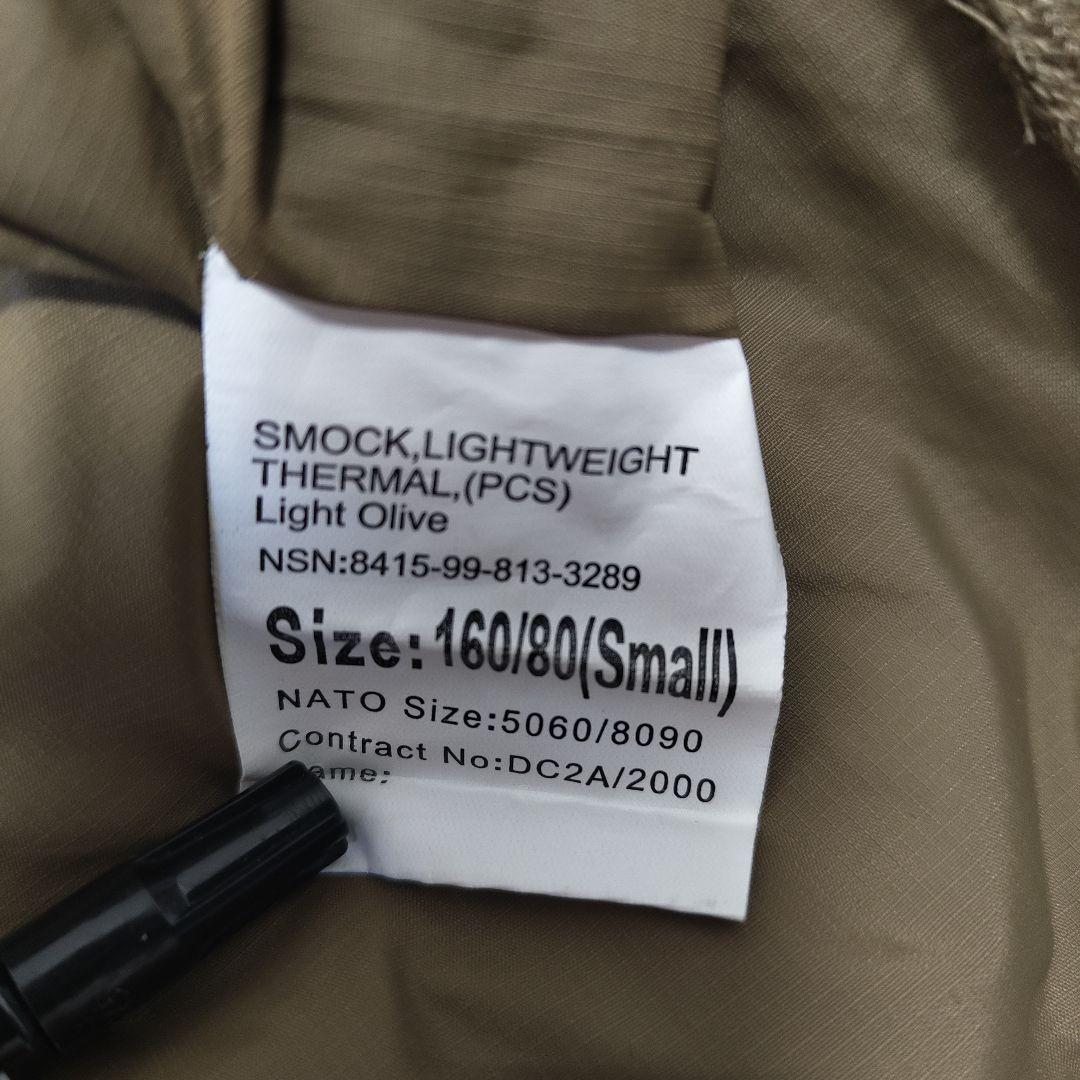 SMOCK,LIGHTWEIGHT
THERMAL,(PCS)
Light Olive
NSN:8415-99-813-3289
Size:160/80(Small)
NATO Size:5060/8090
Contract No:DC2A/2000
ame: